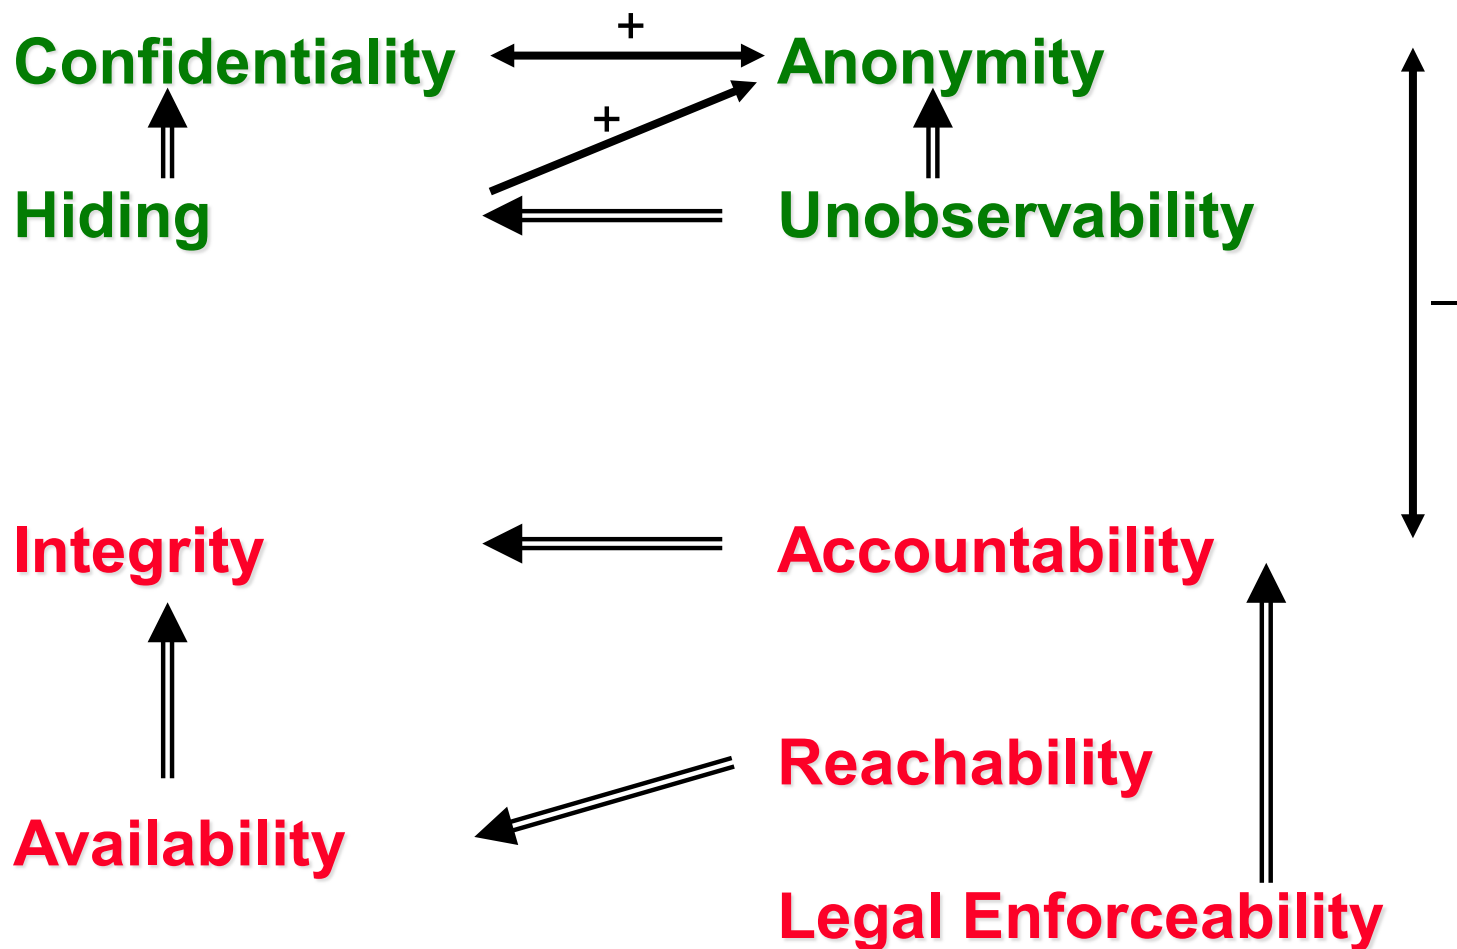 +
Confidentiality
Anonymity
+
Hiding
Unobservability
–
Integrity
Accountability
Reachability
Availability
Legal Enforceability